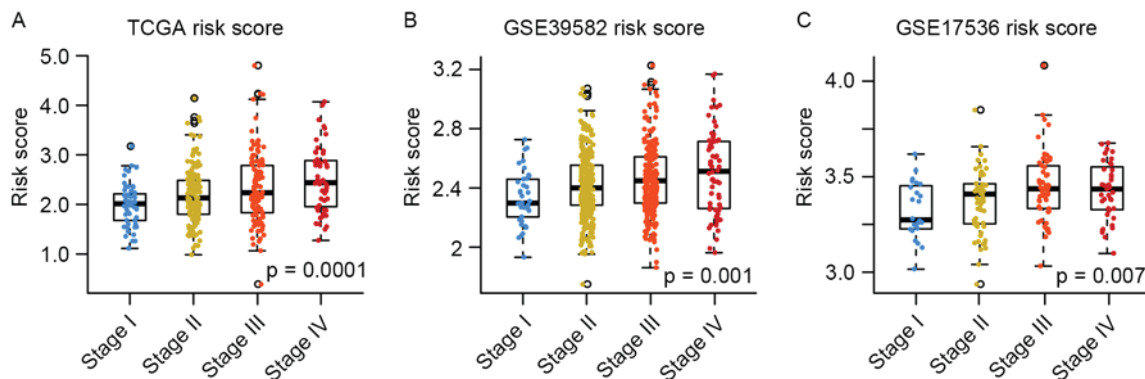 A
TCGA risk score
Risk score
5.0
4.0
3.0
2.0
1.0
p = 0.0001
Stage I
Stage II
Stage III
Stage IV
B
GSE39582 risk score
Risk score
3.2
2.8
2.4
2
p = 0.001
Stage I
Stage II
Stage III
Stage IV
C
GSE17536 risk score
Risk score
4.0
3.5
3.0
p = 0.007
Stage I
Stage II
Stage III
Stage IV